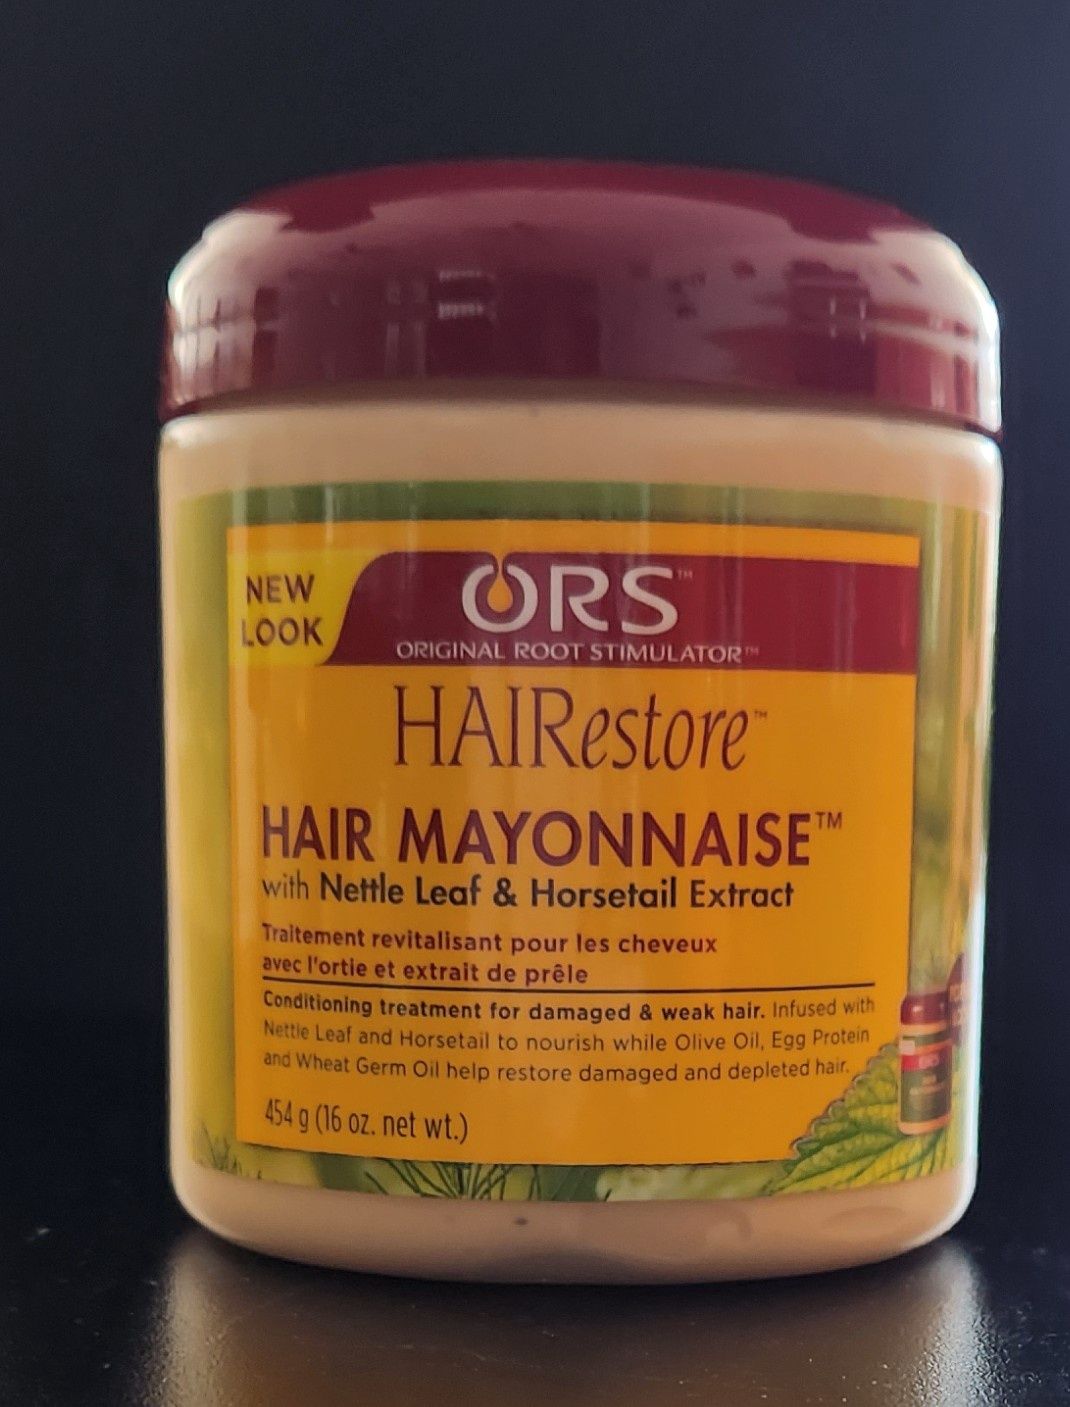 NEW
LOOK
ORS™
ORIGINAL ROOT STIMULATOR™
HAIRestore™
HAIR MAYONNAISE™
with Nettle Leaf & Horsetail Extract
Traitement revitalisant pour les cheveux
avec l'ortie et extrait de prêle
Conditioning treatment for damaged & weak hair. Infused with
Nettle Leaf and Horsetail to nourish while Olive Oil, Egg Protein
and Wheat Germ Oil help restore damaged and depleted hair.
454 g (16 oz. net wt.)